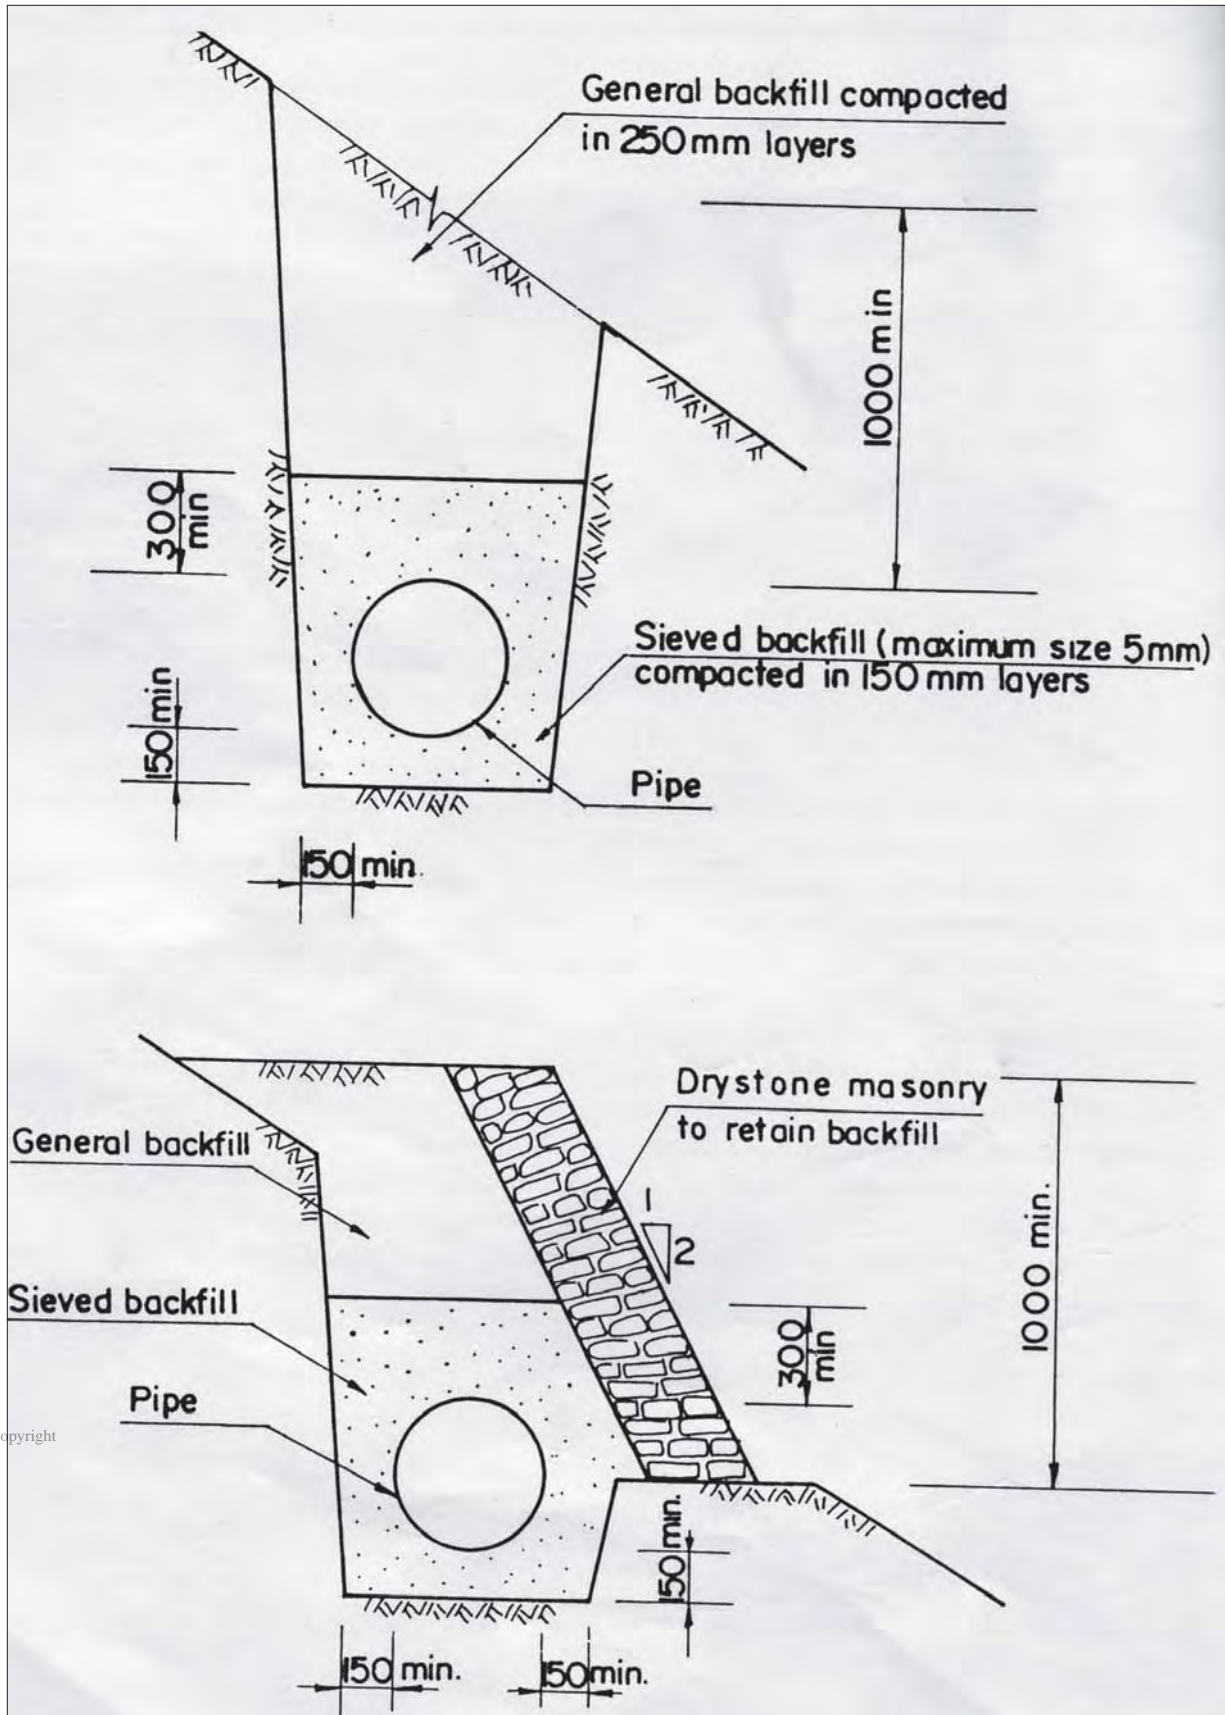 General backfill compacted
in 250mm layers
1000 min
300
min
Sieved backfill (maximum size 5mm)
compacted in 150 mm layers
150 min
Pipe
150 min.
Drystone masonry
to retain backfill
General backfill
1
2
1000 min.
Sieved backfill
300
min
Pipe
opyright
150 min.
150 min.
150 min.